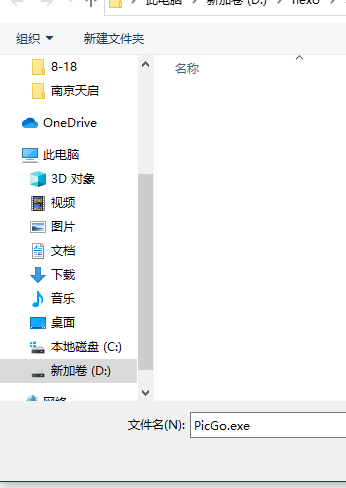 此电脑 新加卷 (D:) hexo
组织 新建文件夹
8-18
名称
南京天启
OneDrive
此电脑
3D 对象
视频
图片
文档
下载
音乐
桌面
本地磁盘 (C:)
新加卷 (D:)
网络
文件名(N): PicGo.exe